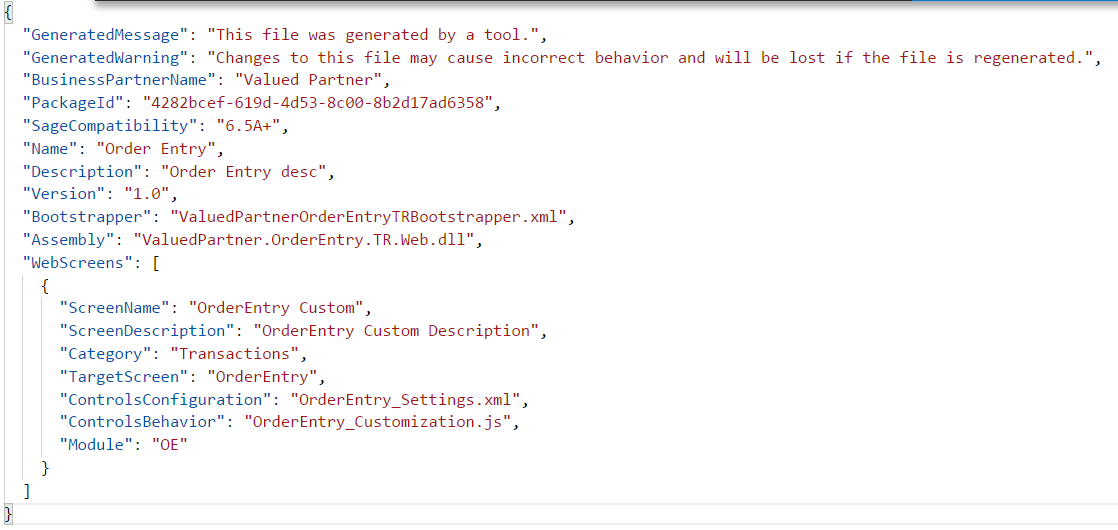 {
"GeneratedMessage": "This file was generated by a tool.",
"GeneratedWarning": "Changes to this file may cause incorrect behavior and will be lost if the file is regenerated.",
"BusinessPartnerName": "Valued Partner",
"PackageId": "4282bcef-619d-4d53-8c00-8b2d17ad6358",
"SageCompatibility": "6.5A+",
"Name": "Order Entry",
"Description": "Order Entry desc",
"Version": "1.0",
"Bootstrapper": "ValuedPartnerOrderEntryTRBootstrapper.xml",
"Assembly": "ValuedPartner.OrderEntry.TR.Web.dll",
"WebScreens": [
{
"ScreenName": "OrderEntry Custom",
"ScreenDescription": "OrderEntry Custom Description",
"Category": "Transactions",
"TargetScreen": "OrderEntry",
"ControlsConfiguration": "OrderEntry_Settings.xml",
"ControlsBehavior": "OrderEntry_Customization.js",
"Module": "OE"
}
]
}